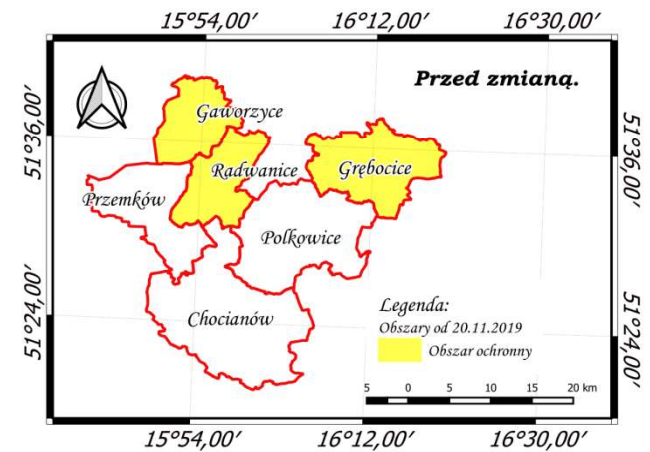 15°54,00′ 16°12,00′ 16°30,00′
Przed zmianą.
51°36,00′
51°36,00′
Gaworzyce
Radwanice
Grębocice
Przemków
Polkowice
Chocianów
51°24,00′
51°24,00′
Legenda:
Obszary od 20.11.2019
Obszar ochronny
5 0 5 10 15 20 km
15°54,00′ 16°12,00′ 16°30,00′